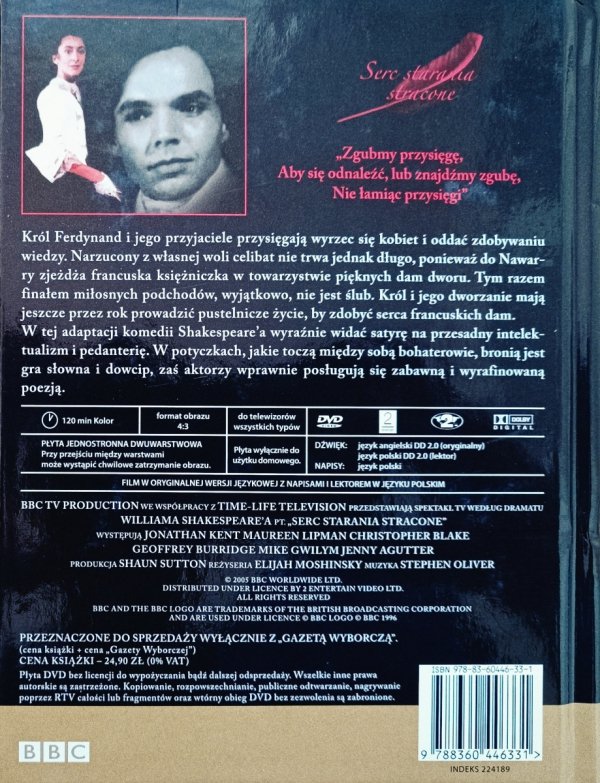 Serc starania
stracone
„Zgubmy przysięgę,
Aby się odnaleźć, lub znajdźmy zgubę,
Nie łamiąc przysięgi”
Król Ferdynand i jego przyjaciele przysięgają wyrzec się kobiet i oddać zdobywaniu
wiedzy. Narzucony z własnej woli celibat nie trwa jednak długo, ponieważ do Nawar-
ry zjeżdża francuska księżniczka w towarzystwie pięknych dam dworu. Tym razem
finałem miłosnych podchodów, wyjątkowo, nie jest ślub. Król i jego dworzanie mają
jeszcze przez rok prowadzić pustelnicze życie, by zdobyć serca francuskich dam.
W tej adaptacji komedii Shakespeare’a wyraźnie widać satyrę na przesadny intelek-
tualizm i pedanterię. W potyczkach, jakie toczą między sobą bohaterowie, bronią jest
gra słowna i dowcip, zaś aktorzy wprawnie posługują się zabawną i wyrafinowaną
poezją.
120 min Kolor
format obrazu
4:3
do telewizorów
wszystkich typów
DVD
VIDEO
2
2
DOLBY
DIGITAL
PŁYTA JEDNOSTRONNA DWUWARSTWOWA
Przy przejściu między warstwami
może wystąpić chwilowe zatrzymanie obrazu.
Płyta wyłącznie do
użytku domowego.
DŹWIĘK: język angielski DD 2.0 (oryginalny)
język polski DD 2.0 (lektor)
NAPISY: język polski
FILM W ORYGINALNEJ WERSJI JĘZYKOWEJ Z NAPISAMI I LEKTOREM W JĘZYKU POLSKIM
BBC TV PRODUCTION WE WSPÓŁPRACY Z TIME-LIFE TELEVISION PRZEDSTAWIAJĄ SPEKTAKL TV WEDŁUG DRAMATU
WILLIAMA SHAKESPEARE’A PT. „SERC STARANIA STRACONE”
WYSTĘPUJĄ JONATHAN KENT MAUREEN LIPMAN CHRISTOPHER BLAKE
GEOFFREY BURRIDGE MIKE GWILYM JENNY AGUTTER
PRODUKCJA SHAUN SUTTON REŻYSERIA ELIJAH MOSHINSKY MUZYKA STEPHEN OLIVER
© 2005 BBC WORLDWIDE LTD.
DISTRIBUTED UNDER LICENCE BY 2 ENTERTAIN VIDEO LTD.
ALL RIGHTS RESERVED
BBC AND THE BBC LOGO ARE TRADEMARKS OF THE BRITISH BROADCASTING CORPORATION
AND ARE USED UNDER LICENCE © BBC LOGO © BBC 1996
PRZEZNACZONE DO SPRZEDAŻY WYŁĄCZNIE Z „GAZETĄ WYBORCZĄ”.
(cena książki + cena „Gazety Wyborczej”)
CENA KSIĄŻKI – 24,90 ZŁ (0% VAT)
Płyta DVD bez licencji do wypożyczania bądź dalszej odsprzedaży. Wszelkie inne prawa
autorskie są zastrzeżone. Kopiowanie, rozpowszechnianie, publiczne odtwarzanie, nagrywanie
poprzez RTV całości lub fragmentów oraz wtórny obieg DVD bez zezwolenia są zabronione.
ISBN 978-83-60446-33-1
9 788360 446331 >
INDEKS 224189
BBC